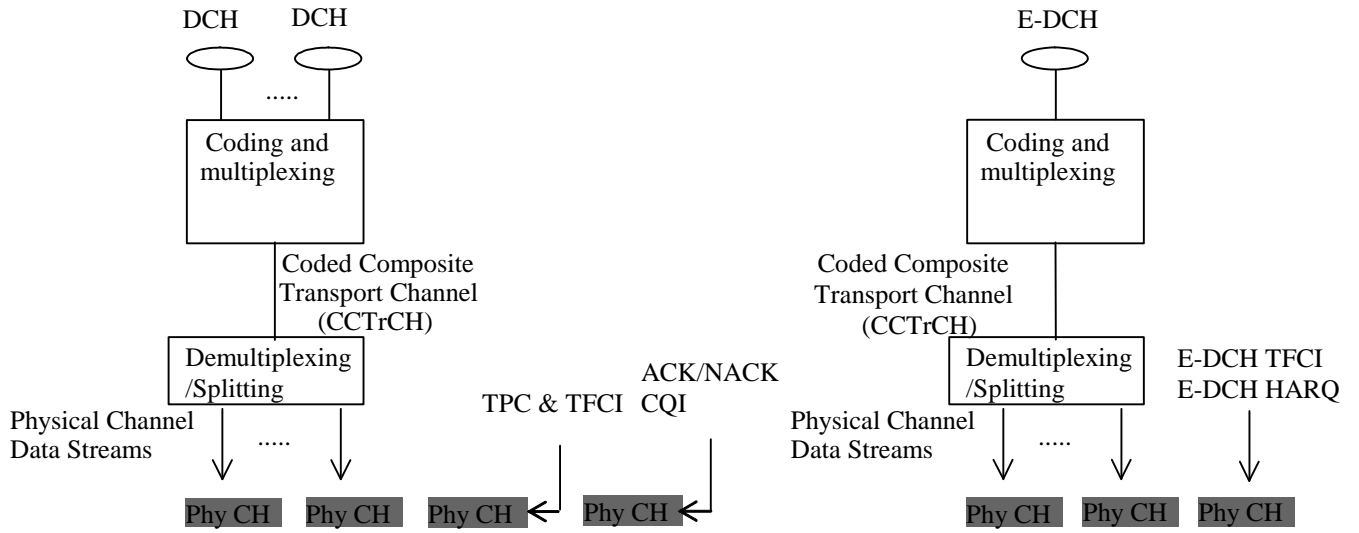 DCH DCH
.....
Coding and
multiplexing
Coded Composite
Transport Channel
(CCTrCH)
Demultiplexing
/Splitting
Physical Channel
Data Streams
.....
TPC & TFCI
ACK/NACK
CQI
Phy CH Phy CH Phy CH Phy CH
E-DCH
Coding and
multiplexing
Coded Composite
Transport Channel
(CCTrCH)
Demultiplexing
/Splitting
E-DCH TFCI
E-DCH HARQ
Physical Channel
Data Streams
.....
Phy CH Phy CH Phy CH